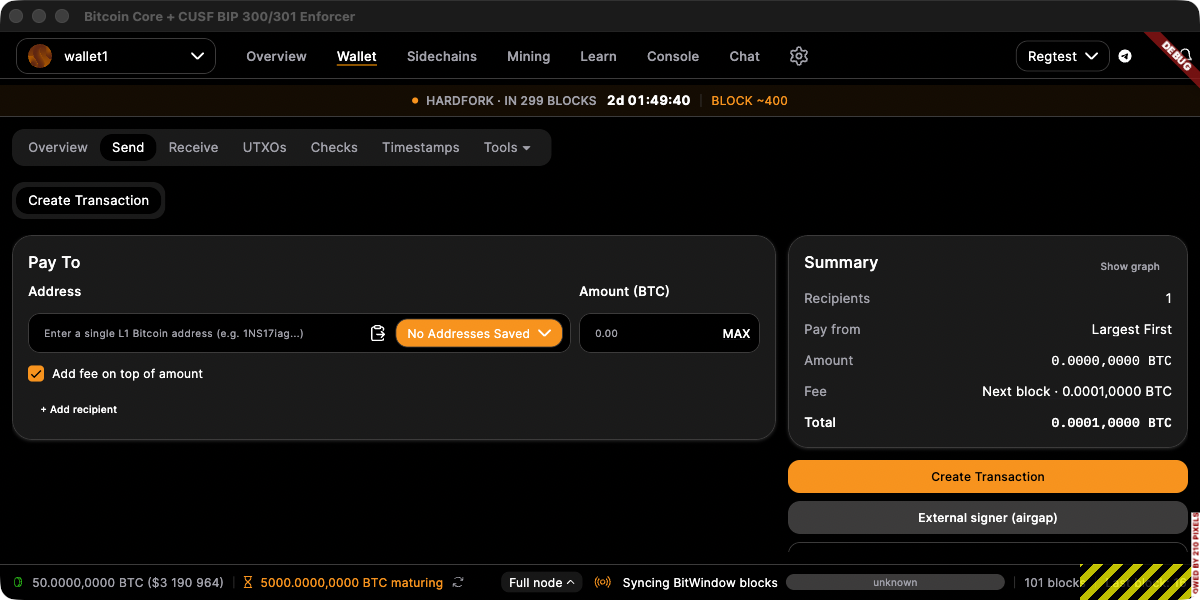 Bitcoin Core + CUSF BIP 300/301 Enforcer
wallet1 Overview Wallet Sidechains Mining Learn Console Chat Regtest DEBUG
HARDFORK · IN 299 BLOCKS 2d 01:49:40 BLOCK ~400
Overview Send Receive UTXOs Checks Timestamps Tools
Create Transaction
Pay To
Address Amount (BTC)
Enter a single L1 Bitcoin address (e.g. 1NS17iag...) No Addresses Saved 0.00 MAX
Add fee on top of amount
+ Add recipient
Summary Show graph
Recipients 1
Pay from Largest First
Amount 0.0000,0000 BTC
Fee Next block · 0.0001,0000 BTC
Total 0.0001,0000 BTC
Create Transaction
External signer (airgap)
50.0000,0000 BTC ($3 190 964) 5000.0000,0000 BTC maturing Full node Syncing BitWindow blocks unknown 101
OWED BY 210 PIXELS